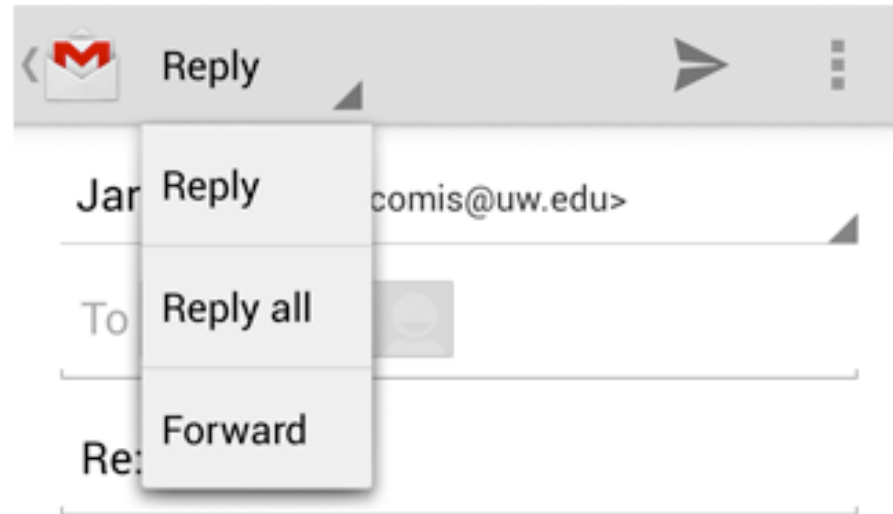 Reply
Reply
Jar comis@uw.edu>
Reply all
To
Forward
Re: